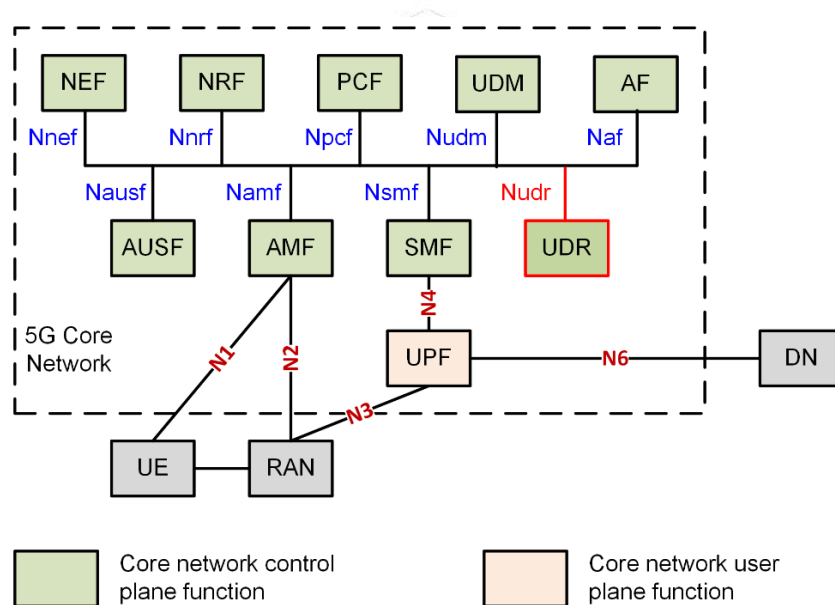 NEF
NRF
PCF
UDM
AF
Nnef
Nnrf
Npcf
Nudm
Naf
Nausf
Namf
Nsmf
Nudr
AUSF
AMF
SMF
UDR
N4
5G Core
Network
N1
N2
UPF
N6
DN
N3
UE
RAN
Core network control
plane function
Core network user
plane function